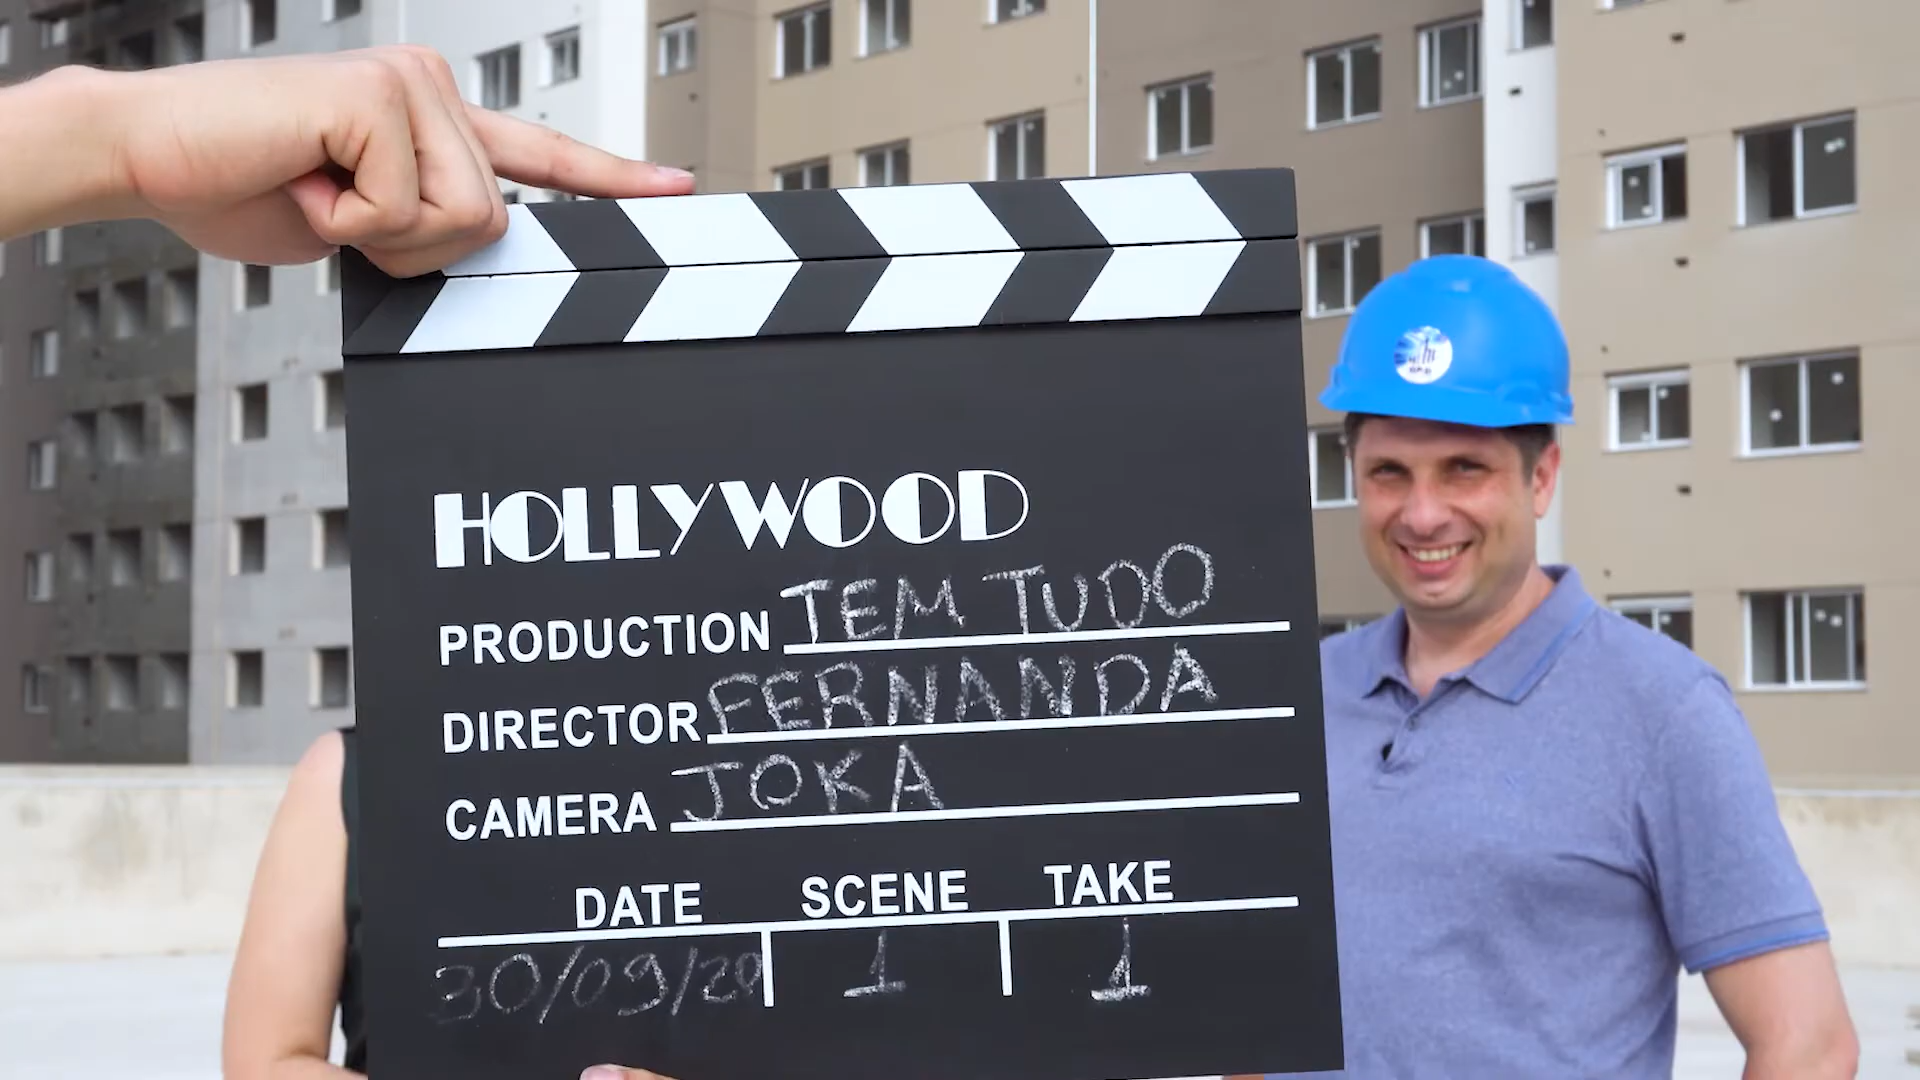 HOLLYWOOD
PRODUCTION TEM TUDO
DIRECTOR FERNANDA
CAMERA JOKA
DATE SCENE TAKE
30/09/20 1 1